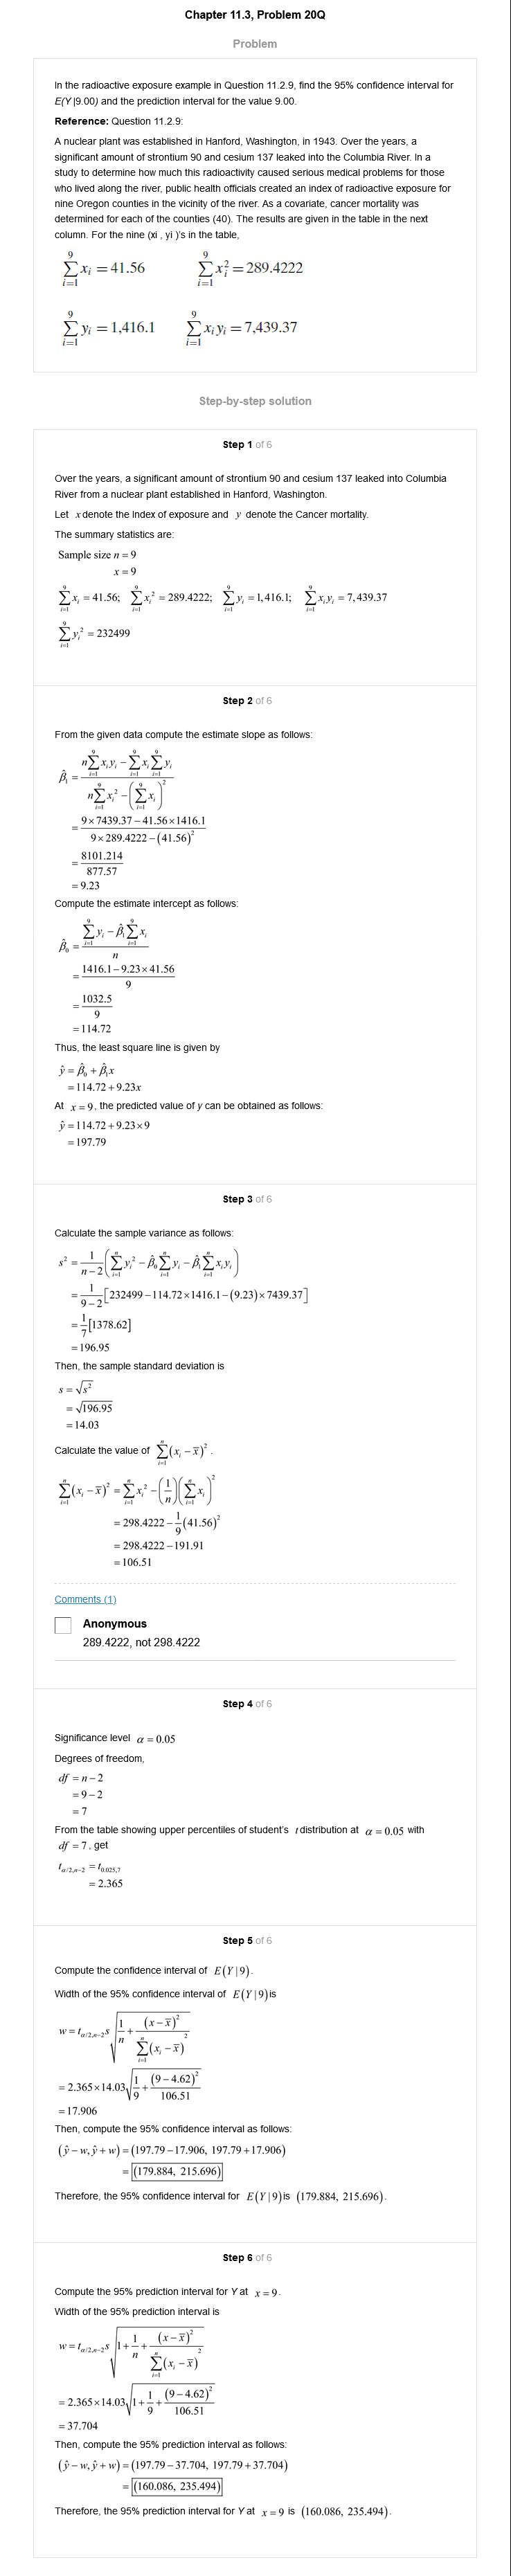 Chapter 11.3, Problem 20Q
Problem
In the radioactive exposure example in Question 11.2.9, find the 95% confidence interval for
E(Y |9.00) and the prediction interval for the value 9.00.
Reference: Question 11.2.9:
A nuclear plant was established in Hanford, Washington, in 1943. Over the years, a
significant amount of strontium 90 and cesium 137 leaked into the Columbia River. In a
study to determine how much this radioactivity caused serious medical problems for those
who lived along the river, public health officials created an index of radioactive exposure for
nine Oregon counties in the vicinity of the river. As a covariate, cancer mortality was
determined for each of the counties (40). The results are given in the table in the next
column. For the nine (xi , yi )'s in the table,
\sum_{i=1}^{9} x_i = 41.56 \sum_{i=1}^{9} x_i^2 = 289.4222
\sum_{i=1}^{9} y_i = 1,416.1 \sum_{i=1}^{9} x_i y_i = 7,439.37
Step-by-step solution
Step 1 of 6
Over the years, a significant amount of strontium 90 and cesium 137 leaked into Columbia
River from a nuclear plant established in Hanford, Washington.
Let x denote the Index of exposure and y denote the Cancer mortality.
The summary statistics are:
Sample size n = 9
x = 9
\sum_{i=1}^{9} x_i = 41.56; \sum_{i=1}^{9} x_i^2 = 289.4222; \sum_{i=1}^{9} y_i = 1,416.1; \sum_{i=1}^{9} x_i y_i = 7,439.37
\sum_{i=1}^{9} y_i^2 = 232499
Step 2 of 6
From the given data compute the estimate slope as follows:
\hat{\beta}_1 = \frac{n\sum_{i=1}^{9} x_i y_i - \sum_{i=1}^{9} x_i \sum_{i=1}^{9} y_i}{n\sum_{i=1}^{9} x_i^2 - \left(\sum_{i=1}^{9} x_i\right)^2}
= \frac{9×7439.37 − 41.56×1416.1}{9×289.4222 − (41.56)^2}
= \frac{8101.214}{877.57}
= 9.23
Compute the estimate intercept as follows:
\hat{\beta}_0 = \frac{\sum_{i=1}^{9} y_i - \hat{\beta}_1 \sum_{i=1}^{9} x_i}{n}
= \frac{1416.1 − 9.23×41.56}{9}
= \frac{1032.5}{9}
= 114.72
Thus, the least square line is given by
\hat{y} = \hat{\beta}_0 + \hat{\beta}_1 x
= 114.72 + 9.23x
At x = 9, the predicted value of y can be obtained as follows:
\hat{y} = 114.72 + 9.23×9
= 197.79
Step 3 of 6
Calculate the sample variance as follows:
s^2 = \frac{1}{n-2}\left(\sum_{i=1}^{n} y_i^2 - \hat{\beta}_0 \sum_{i=1}^{n} y_i - \hat{\beta}_1 \sum_{i=1}^{n} x_i y_i\right)
= \frac{1}{9-2}[232499 − 114.72×1416.1 − (9.23)×7439.37]
= \frac{1}{7}[1378.62]
= 196.95
Then, the sample standard deviation is
s = \sqrt{s^2}
= \sqrt{196.95}
= 14.03
Calculate the value of \sum_{i=1}^{n} (x_i − \bar{x})^2 .
\sum_{i=1}^{n} (x_i − \bar{x})^2 = \sum_{i=1}^{n} x_i^2 − \left(\frac{1}{n}\right)\left(\sum_{i=1}^{n} x_i\right)^2
= 298.4222 − \frac{1}{9}(41.56)^2
= 298.4222 − 191.91
= 106.51
Comments (1)
Anonymous
289.4222, not 298.4222
Step 4 of 6
Significance level α = 0.05
Degrees of freedom,
df = n − 2
= 9 − 2
= 7
From the table showing upper percentiles of student's t distribution at α = 0.05 with
df = 7 , get
t_{α/2,n−2} = t_{0.025,7}
= 2.365
Step 5 of 6
Compute the confidence interval of E(Y | 9).
Width of the 95% confidence interval of E(Y | 9) is
w = t_{α/2,n−2} s \sqrt{\frac{1}{n} + \frac{(x − \bar{x})^2}{\sum_{i=1}^{n} (x_i − \bar{x})^2}}
= 2.365×14.03 \sqrt{\frac{1}{9} + \frac{(9 − 4.62)^2}{106.51}}
= 17.906
Then, compute the 95% confidence interval as follows:
(\hat{y} − w, \hat{y} + w) = (197.79 − 17.906, 197.79 + 17.906)
= (179.884, 215.696)
Therefore, the 95% confidence interval for E(Y | 9) is (179.884, 215.696).
Step 6 of 6
Compute the 95% prediction interval for Y at x = 9.
Width of the 95% prediction interval is
w = t_{α/2,n−2} s \sqrt{1 + \frac{1}{n} + \frac{(x − \bar{x})^2}{\sum_{i=1}^{n} (x_i − \bar{x})^2}}
= 2.365×14.03 \sqrt{1 + \frac{1}{9} + \frac{(9 − 4.62)^2}{106.51}}
= 37.704
Then, compute the 95% prediction interval as follows:
(\hat{y} − w, \hat{y} + w) = (197.79 − 37.704, 197.79 + 37.704)
= (160.086, 235.494)
Therefore, the 95% prediction interval for Y at x = 9 is (160.086, 235.494).